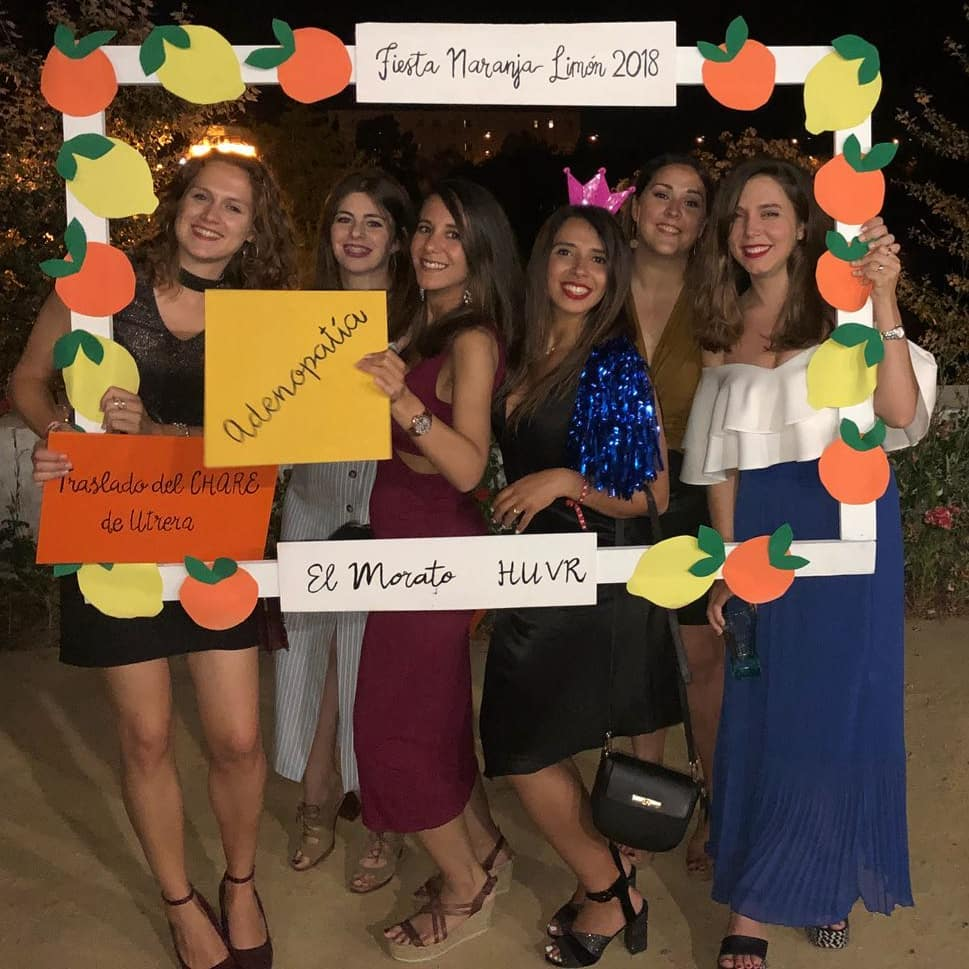 Fiesta Naranja-Limón 2018
Adenopatía
Traslado del CHARE
de Utrera
El Morato HUVR